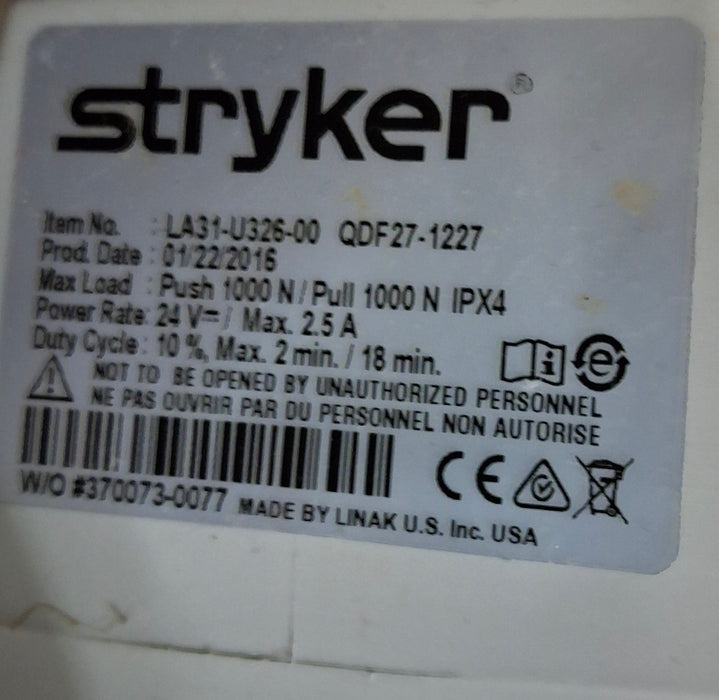 stryker®
Item No. : LA31-U326-00 QDF27-1227
Prod. Date : 01/22/2016
Max Load : Push 1000 N / Pull 1000 N IPX4
Power Rate: 24 V⎓ / Max. 2.5 A
Duty Cycle: 10 %, Max. 2 min. / 18 min.
NOT TO BE OPENED BY UNAUTHORIZED PERSONNEL
NE PAS OUVRIR PAR DU PERSONNEL NON AUTORISE
CE
W/O #370073-0077 MADE BY LINAK U.S. Inc. USA